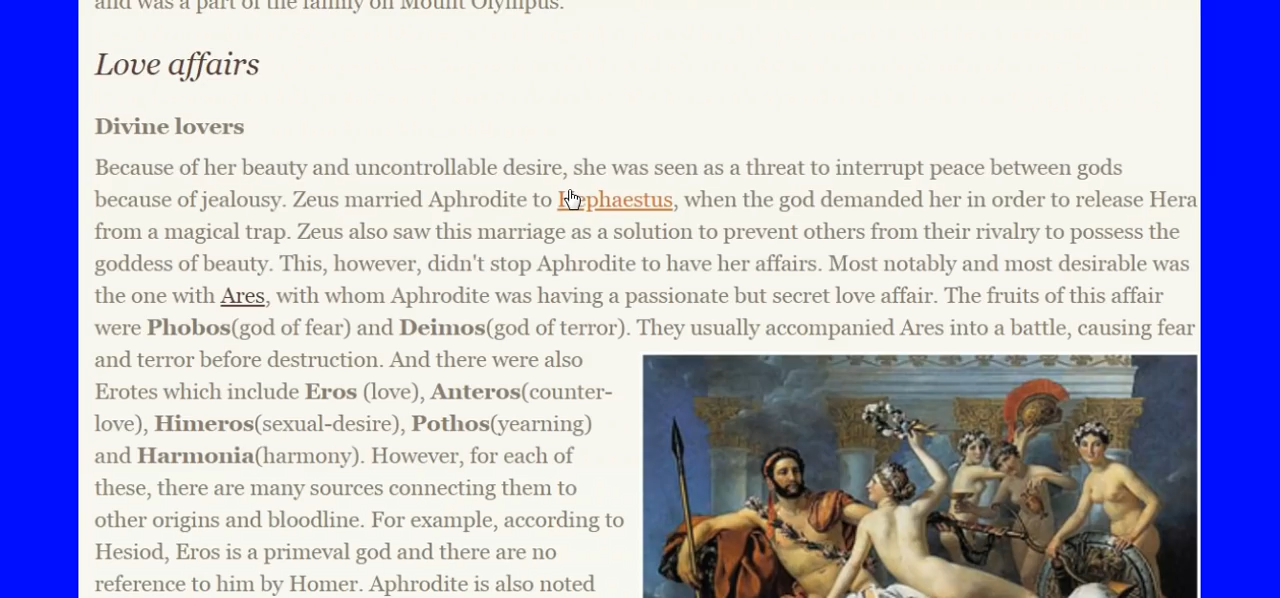 and was a part of the family on Mount Olympus.
Love affairs
Divine lovers
Because of her beauty and uncontrollable desire, she was seen as a threat to interrupt peace between gods
because of jealousy. Zeus married Aphrodite to Hephaestus, when the god demanded her in order to release Hera
from a magical trap. Zeus also saw this marriage as a solution to prevent others from their rivalry to possess the
goddess of beauty. This, however, didn't stop Aphrodite to have her affairs. Most notably and most desirable was
the one with Ares, with whom Aphrodite was having a passionate but secret love affair. The fruits of this affair
were Phobos(god of fear) and Deimos(god of terror). They usually accompanied Ares into a battle, causing fear
and terror before destruction. And there were also
Erotes which include Eros (love), Anteros(counter-
love), Himeros(sexual-desire), Pothos(yearning)
and Harmonia(harmony). However, for each of
these, there are many sources connecting them to
other origins and bloodline. For example, according to
Hesiod, Eros is a primeval god and there are no
reference to him by Homer. Aphrodite is also noted